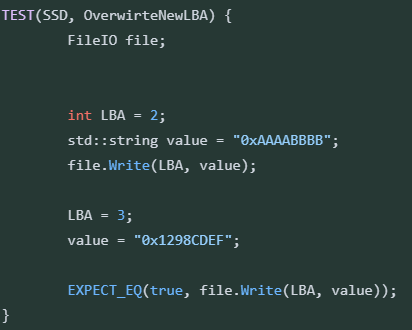 TEST(SSD, OverwirteNewLBA) {
FileIO file;
int LBA = 2;
std::string value = "0xAAAABBBB";
file.Write(LBA, value);
LBA = 3;
value = "0x1298CDEF";
EXPECT_EQ(true, file.Write(LBA, value));
}